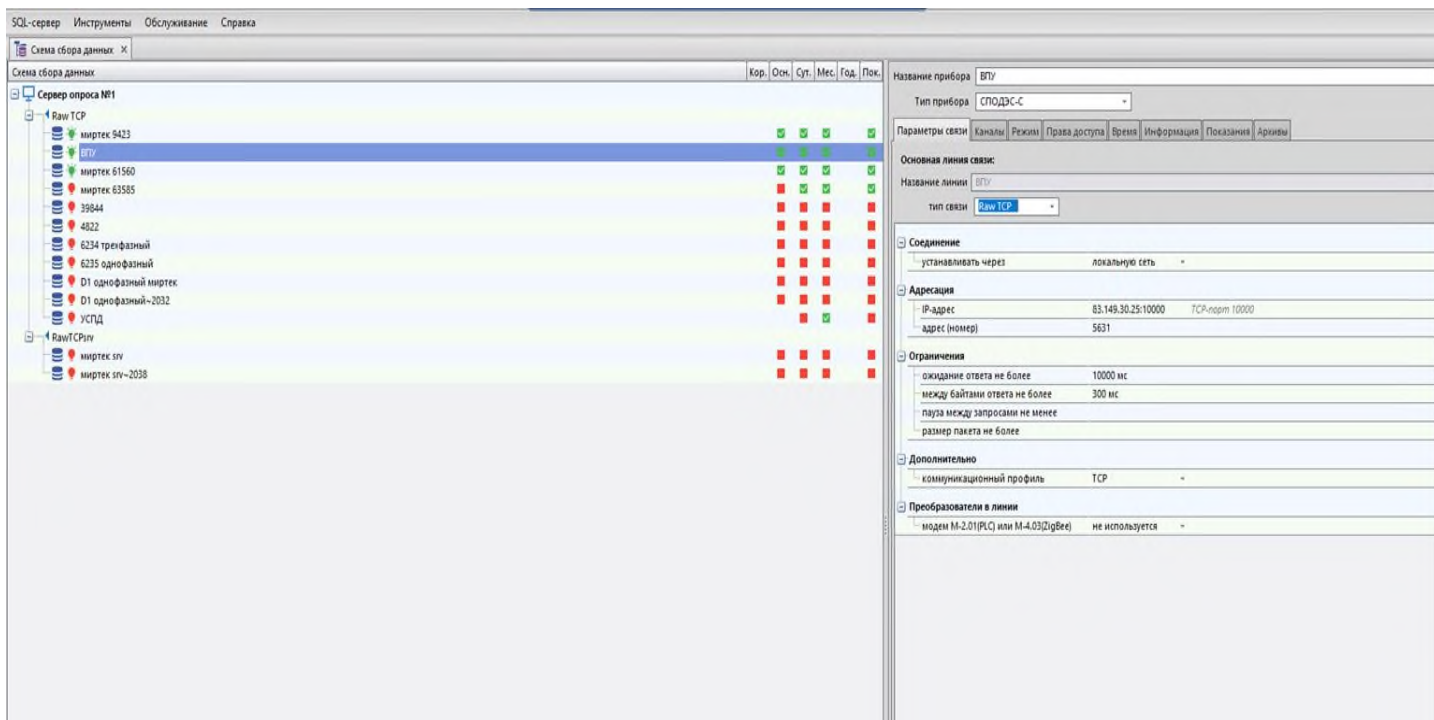 SQL-сервер Инструменты Обслуживание Справка
Схема сбора данных ×
Схема сбора данных Кор. Осн. Сут. Мес. Год. Пок.
Сервер опроса №1
Raw TCP
миртек 9423
ВПУ
миртек 61560
миртек 63585
39844
4822
6234 трехфазный
6235 однофазный
D1 однофазный миртек
D1 однофазный~2032
УСПД
RawTCPsrv
миртек srv
миртек srv~2038
Название прибора ВПУ
Тип прибора СПОДЭС-С
Параметры связи Каналы Режим Права доступа Время Информация Показания Архивы
Основная линия связи:
Название линии ВПУ
тип связи Raw TCP
Соединение
устанавливать через локальную сеть
Адресация
IP-адрес 83.149.30.25:10000 TCP-порт 10000
адрес (номер) 5631
Ограничения
ожидание ответа не более 10000 мс
между байтами ответа не более 300 мс
пауза между запросами не менее
размер пакета не более
Дополнительно
коммуникационный профиль TCP
Преобразователи в линии
модем М-2.01(PLC) или М-4.03(ZigBee) не используется